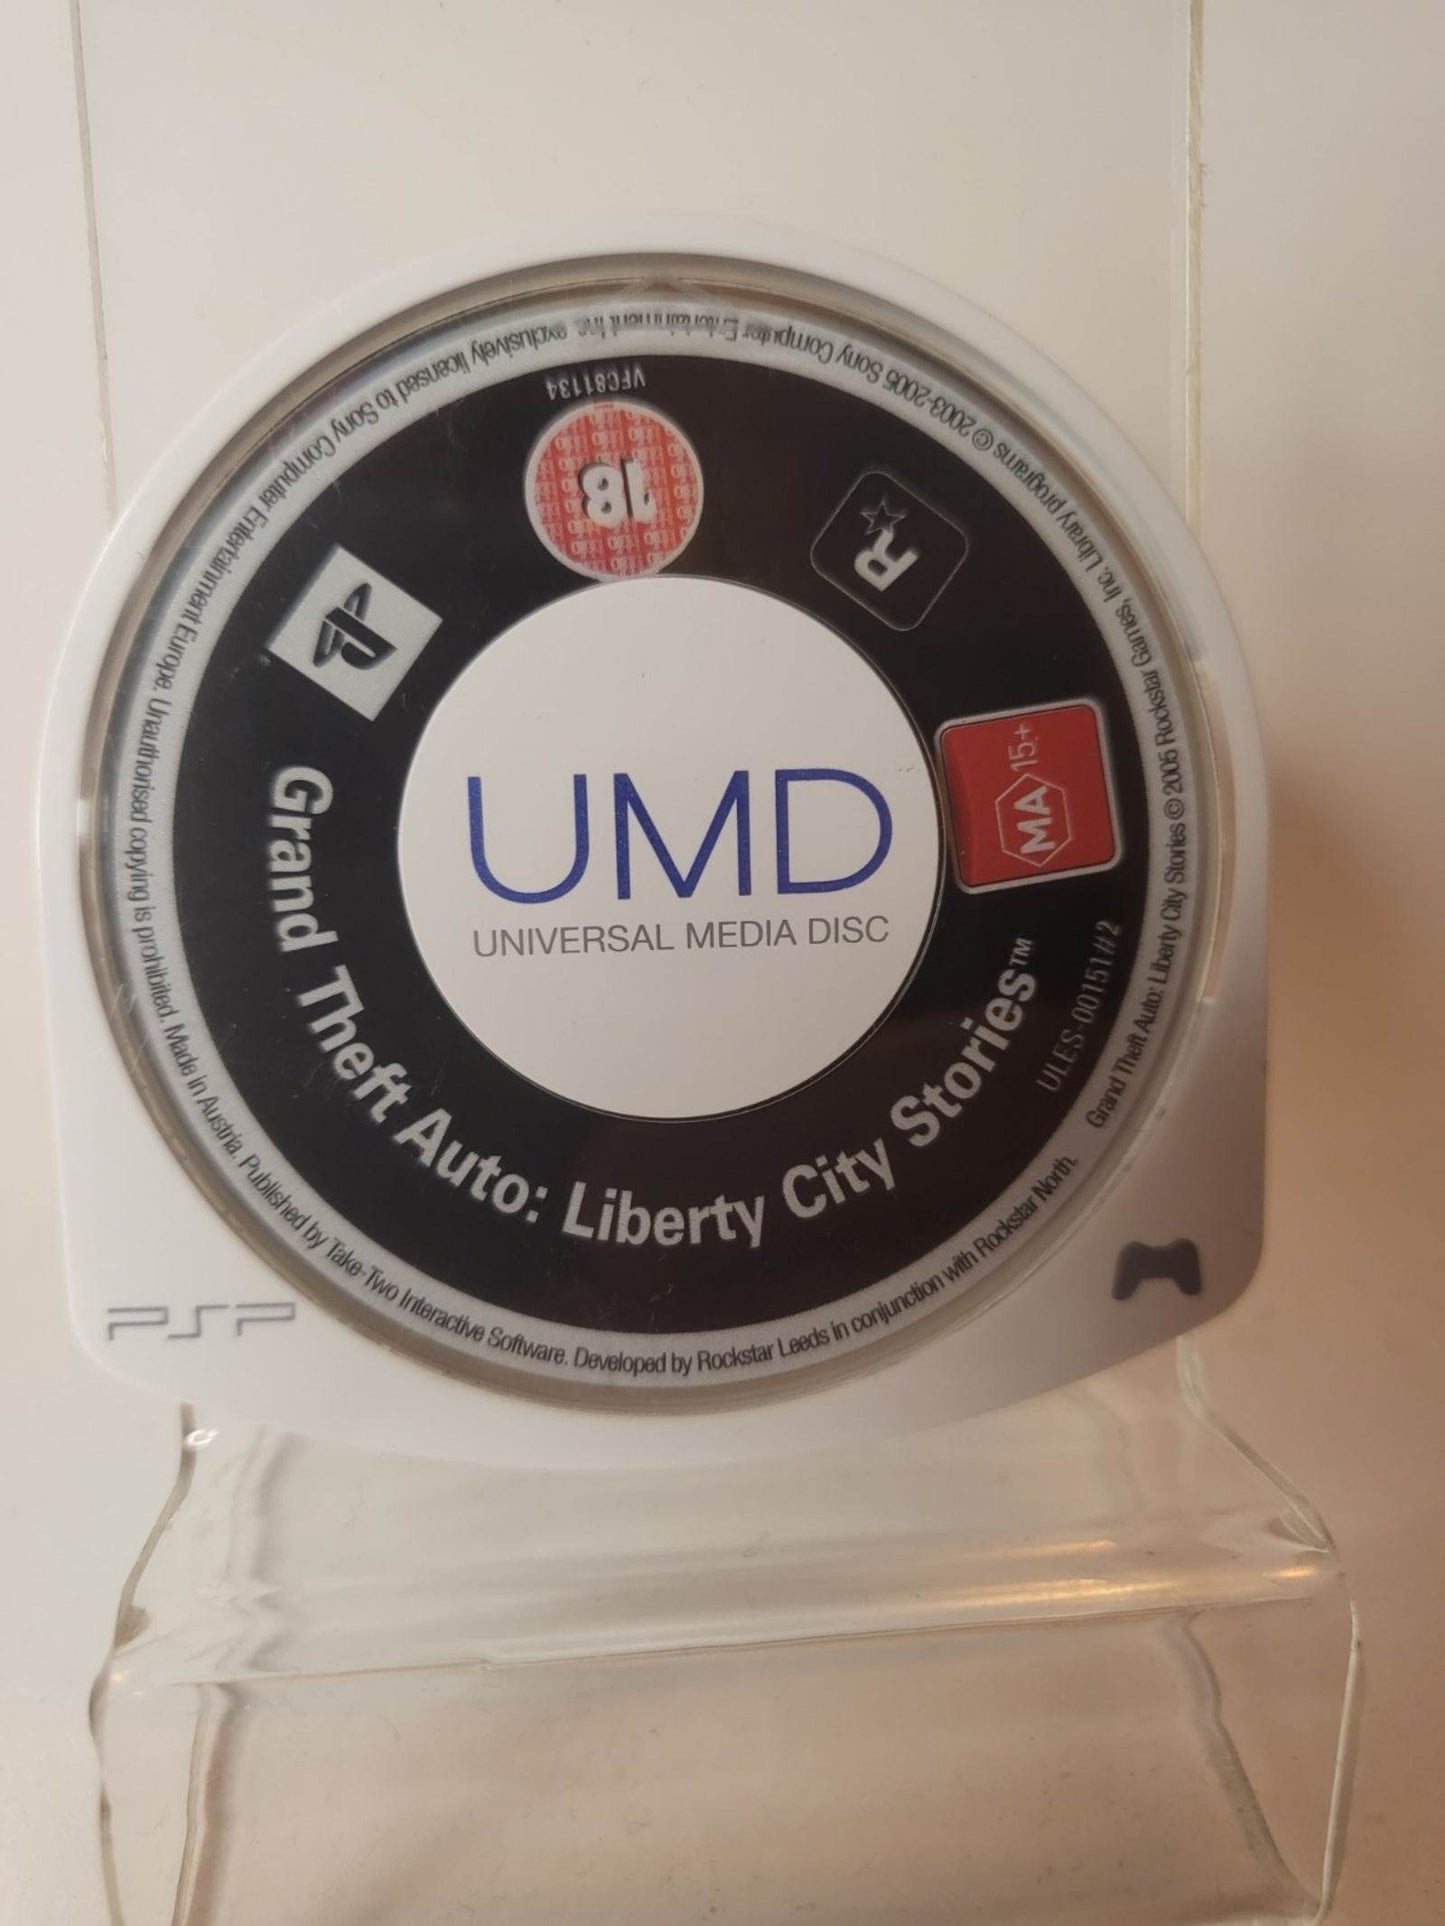 UMD
UNIVERSAL MEDIA DISC
Grand Theft Auto: Liberty City Stories™
ULES-00151#2
MA 15+
R
18
VFC81134
Grand Theft Auto: Liberty City Stories © 2005 Rockstar Games, Inc. Library programs © 2003-2005 Sony Computer Entertainment Inc. exclusively licensed to Sony Computer Entertainment Europe. Unauthorised copying is prohibited. Made in Austria. Published by Take-Two Interactive Software. Developed by Rockstar Leeds in conjunction with Rockstar North.
PSP